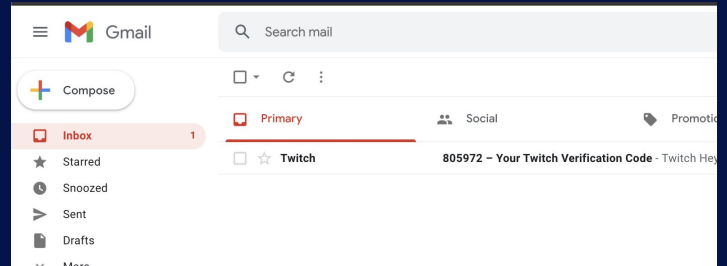 Gmail
Search mail
Compose
Primary
Social
Promotio
Inbox 1
Twitch 805972 – Your Twitch Verification Code - Twitch Hey
Starred
Snoozed
Sent
Drafts